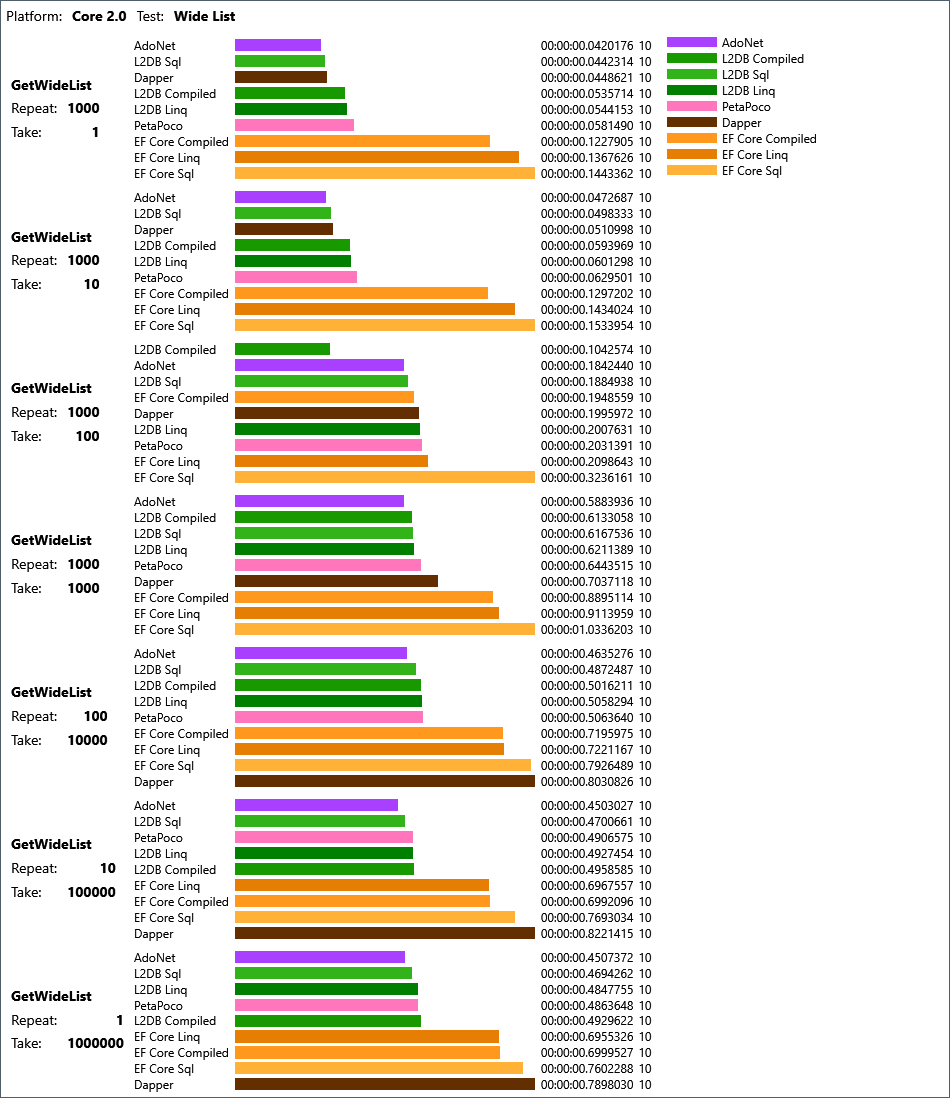 Platform: Core 2.0 Test: Wide List
GetWideList
Repeat: 1000
Take: 1
AdoNet 00:00:00.0420176 10
L2DB Sql 00:00:00.0442314 10
Dapper 00:00:00.0448621 10
L2DB Compiled 00:00:00.0535714 10
L2DB Linq 00:00:00.0544153 10
PetaPoco 00:00:00.0581490 10
EF Core Compiled 00:00:00.1227905 10
EF Core Linq 00:00:00.1367626 10
EF Core Sql 00:00:00.1443362 10
AdoNet
L2DB Compiled
L2DB Sql
L2DB Linq
PetaPoco
Dapper
EF Core Compiled
EF Core Linq
EF Core Sql
GetWideList
Repeat: 1000
Take: 10
AdoNet 00:00:00.0472687 10
L2DB Sql 00:00:00.0498333 10
Dapper 00:00:00.0510998 10
L2DB Compiled 00:00:00.0593969 10
L2DB Linq 00:00:00.0601298 10
PetaPoco 00:00:00.0629501 10
EF Core Compiled 00:00:00.1297202 10
EF Core Linq 00:00:00.1434024 10
EF Core Sql 00:00:00.1533954 10
GetWideList
Repeat: 1000
Take: 100
L2DB Compiled 00:00:00.1042574 10
AdoNet 00:00:00.1842440 10
L2DB Sql 00:00:00.1884938 10
EF Core Compiled 00:00:00.1948559 10
Dapper 00:00:00.1995972 10
L2DB Linq 00:00:00.2007631 10
PetaPoco 00:00:00.2031391 10
EF Core Linq 00:00:00.2098643 10
EF Core Sql 00:00:00.3236161 10
GetWideList
Repeat: 1000
Take: 1000
AdoNet 00:00:00.5883936 10
L2DB Compiled 00:00:00.6133058 10
L2DB Sql 00:00:00.6167536 10
L2DB Linq 00:00:00.6211389 10
PetaPoco 00:00:00.6443515 10
Dapper 00:00:00.7037118 10
EF Core Compiled 00:00:00.8895114 10
EF Core Linq 00:00:00.9113959 10
EF Core Sql 00:00:01.0336203 10
GetWideList
Repeat: 100
Take: 10000
AdoNet 00:00:00.4635276 10
L2DB Sql 00:00:00.4872487 10
L2DB Compiled 00:00:00.5016211 10
L2DB Linq 00:00:00.5058294 10
PetaPoco 00:00:00.5063640 10
EF Core Compiled 00:00:00.7195975 10
EF Core Linq 00:00:00.7221167 10
EF Core Sql 00:00:00.7926489 10
Dapper 00:00:00.8030826 10
GetWideList
Repeat: 10
Take: 100000
AdoNet 00:00:00.4503027 10
L2DB Sql 00:00:00.4700661 10
PetaPoco 00:00:00.4906575 10
L2DB Linq 00:00:00.4927454 10
L2DB Compiled 00:00:00.4958585 10
EF Core Linq 00:00:00.6967557 10
EF Core Compiled 00:00:00.6992096 10
EF Core Sql 00:00:00.7693034 10
Dapper 00:00:00.8221415 10
GetWideList
Repeat: 1
Take: 1000000
AdoNet 00:00:00.4507372 10
L2DB Sql 00:00:00.4694262 10
L2DB Linq 00:00:00.4847755 10
PetaPoco 00:00:00.4863648 10
L2DB Compiled 00:00:00.4929622 10
EF Core Linq 00:00:00.6955326 10
EF Core Compiled 00:00:00.6999527 10
EF Core Sql 00:00:00.7602288 10
Dapper 00:00:00.7898030 10